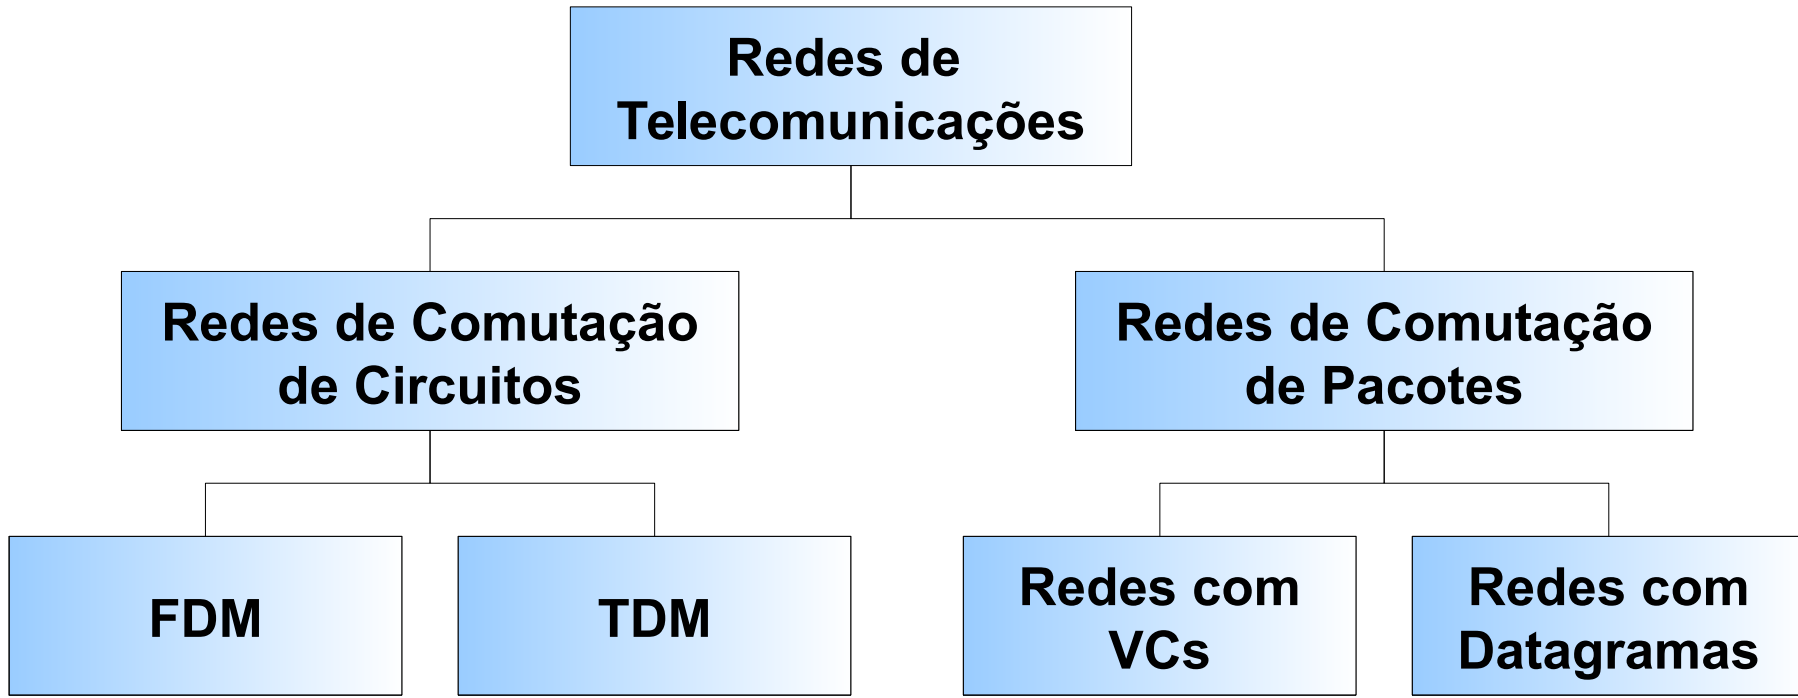 Redes de
Telecomunicações
Redes de Comutação
de Circuitos
Redes de Comutação
de Pacotes
FDM
TDM
Redes com
VCs
Redes com
Datagramas